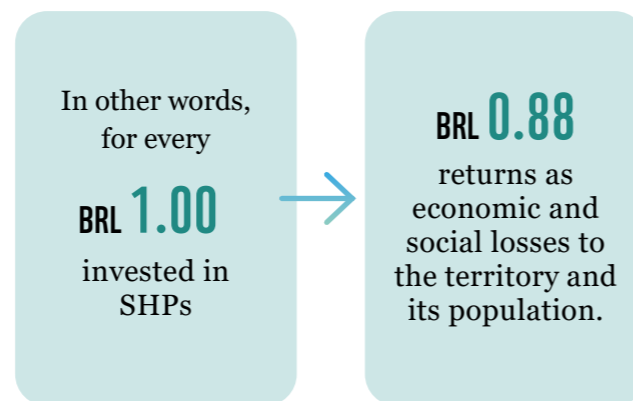 In other words,
for every
BRL 1.00
invested in
SHPs
BRL 0.88
returns as
economic and
social losses to
the territory and
its population.